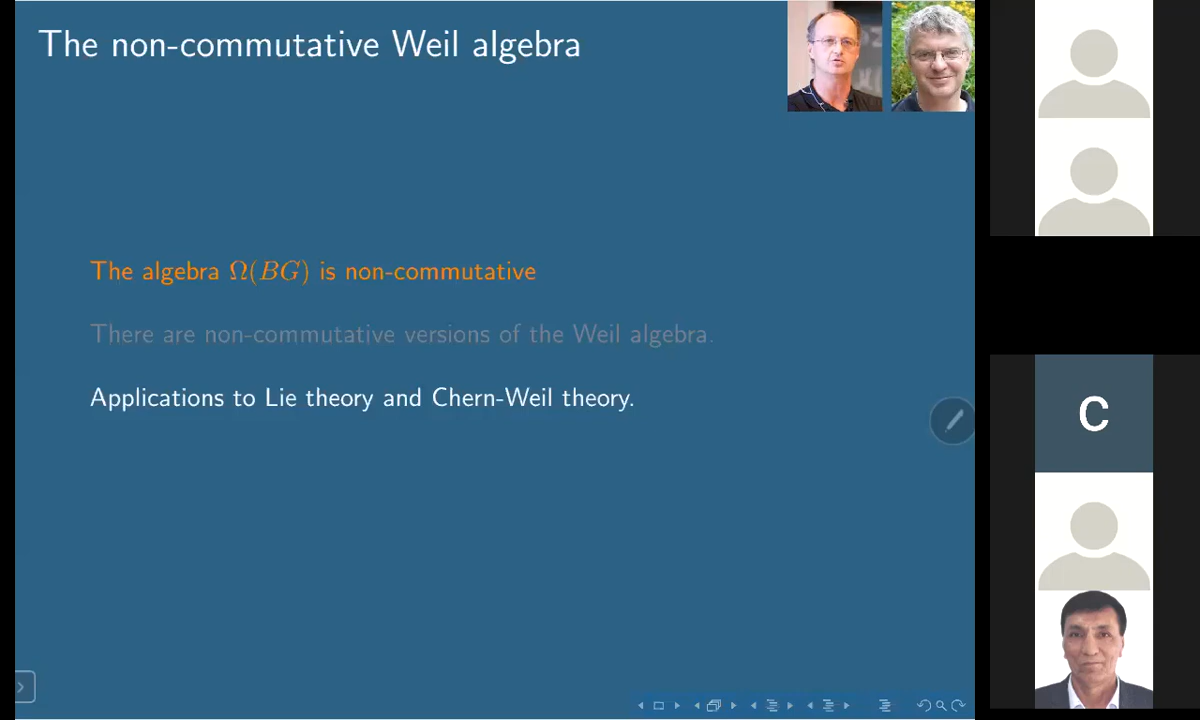 The non-commutative Weil algebra
The algebra Ω(BG) is non-commutative
There are non-commutative versions of the Weil algebra.
Applications to Lie theory and Chern-Weil theory.
C